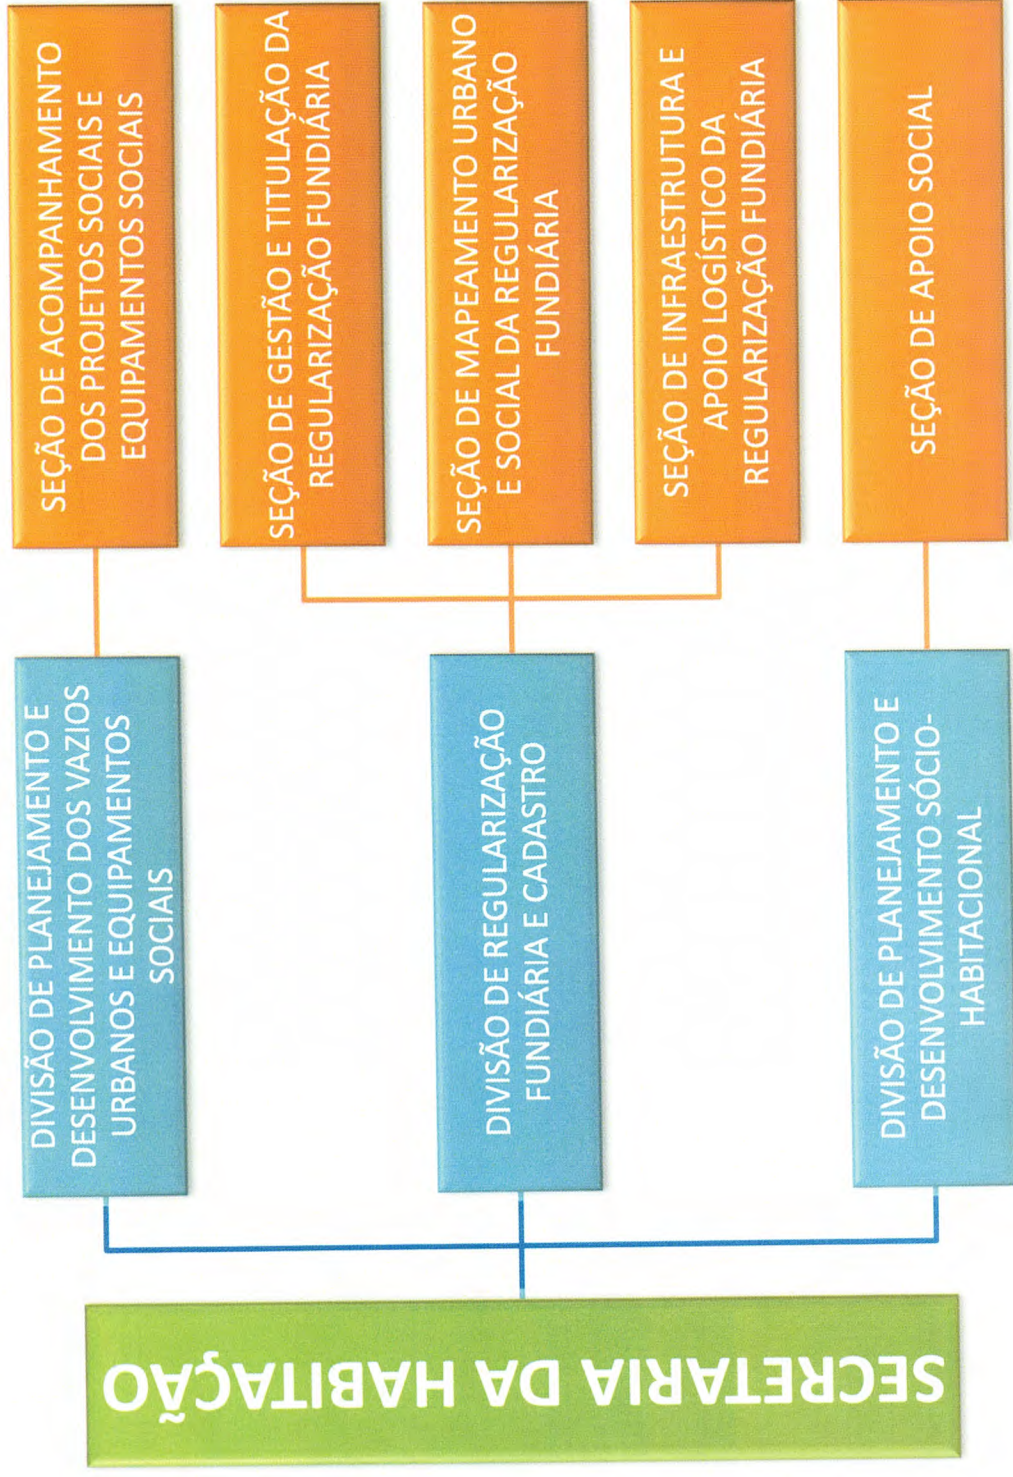 SECRETARIA DA HABITAÇÃO
DIVISÃO DE PLANEJAMENTO E
DESENVOLVIMENTO DOS VAZIOS
URBANOS E EQUIPAMENTOS
SOCIAIS
SEÇÃO DE ACOMPANHAMENTO
DOS PROJETOS SOCIAIS E
EQUIPAMENTOS SOCIAIS
DIVISÃO DE REGULARIZAÇÃO
FUNDIÁRIA E CADASTRO
SEÇÃO DE GESTÃO E TITULAÇÃO DA
REGULARIZAÇÃO FUNDIÁRIA
SEÇÃO DE MAPEAMENTO URBANO
E SOCIAL DA REGULARIZAÇÃO
FUNDIÁRIA
SEÇÃO DE INFRAESTRUTURA E
APOIO LOGÍSTICO DA
REGULARIZAÇÃO FUNDIÁRIA
DIVISÃO DE PLANEJAMENTO E
DESENVOLVIMENTO SÓCIO-
HABITACIONAL
SEÇÃO DE APOIO SOCIAL